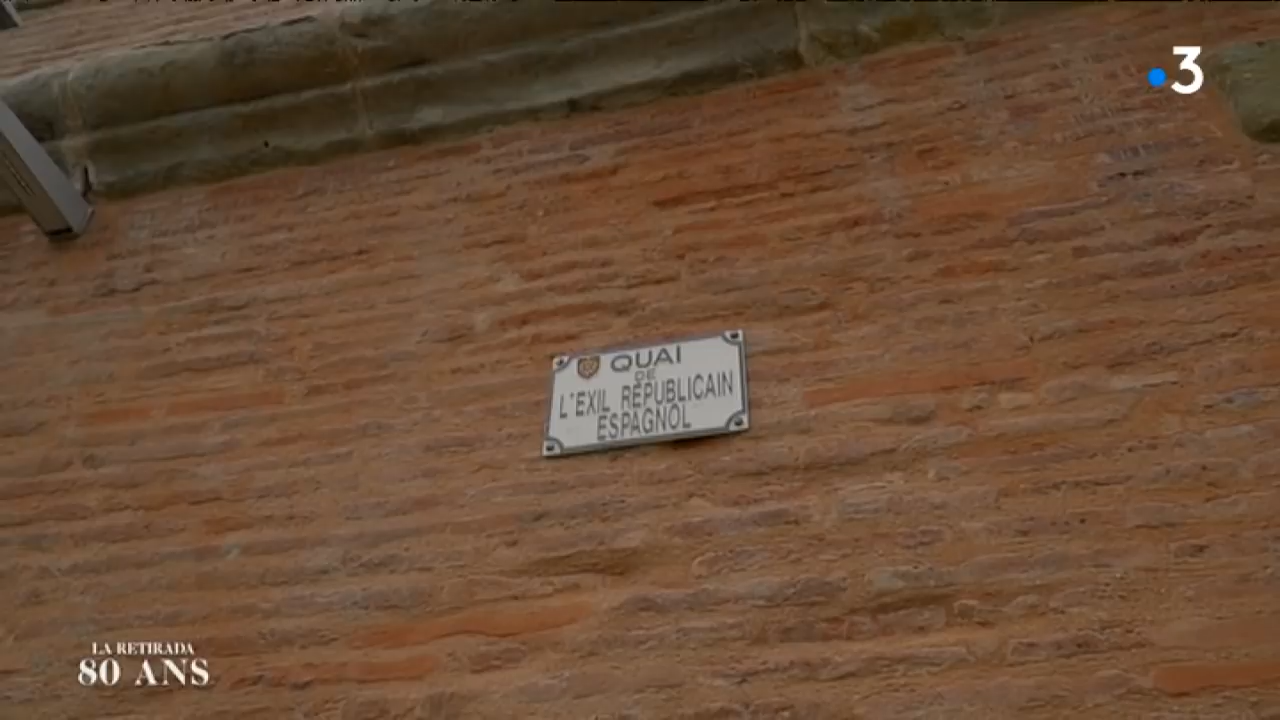 3
QUAI
DE
L'EXIL RÉPUBLICAIN
ESPAGNOL
LA RETIRADA
80 ANS